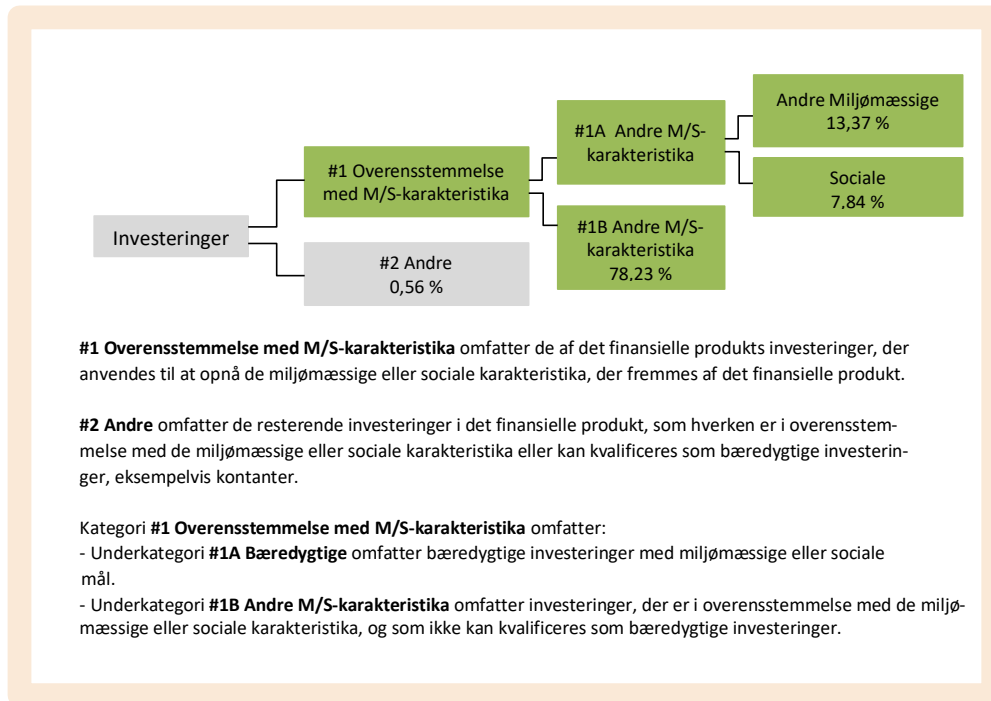 Investeringer
#1 Overensstemmelse
med M/S-karakteristika
#2 Andre
0,56 %
#1A  Andre M/S-
karakteristika
#1B Andre M/S-
karakteristika
78,23 %
Andre Miljømæssige
13,37 %
Sociale
7,84 %
#1 Overensstemmelse med M/S-karakteristika omfatter de af det finansielle produkts investeringer, der
anvendes til at opnå de miljømæssige eller sociale karakteristika, der fremmes af det finansielle produkt.
#2 Andre omfatter de resterende investeringer i det finansielle produkt, som hverken er i overensstem-
melse med de miljømæssige eller sociale karakteristika eller kan kvalificeres som bæredygtige investerin-
ger, eksempelvis kontanter.
Kategori #1 Overensstemmelse med M/S-karakteristika omfatter:
- Underkategori #1A Bæredygtige omfatter bæredygtige investeringer med miljømæssige eller sociale
mål.
- Underkategori #1B Andre M/S-karakteristika omfatter investeringer, der er i overensstemmelse med de miljø-
mæssige eller sociale karakteristika, og som ikke kan kvalificeres som bæredygtige investeringer.